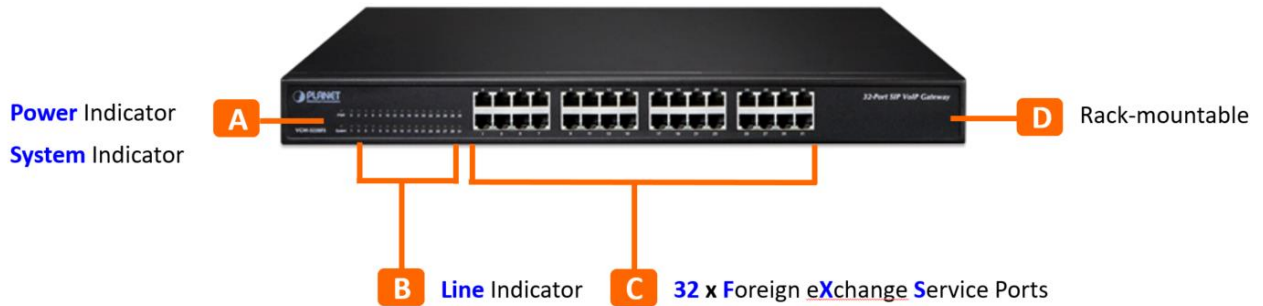 PLANET
32-Port SIP VoIP Gateway
Power Indicator
System Indicator
A
D
Rack-mountable
B
Line Indicator
C
32 x Foreign eXchange Service Ports